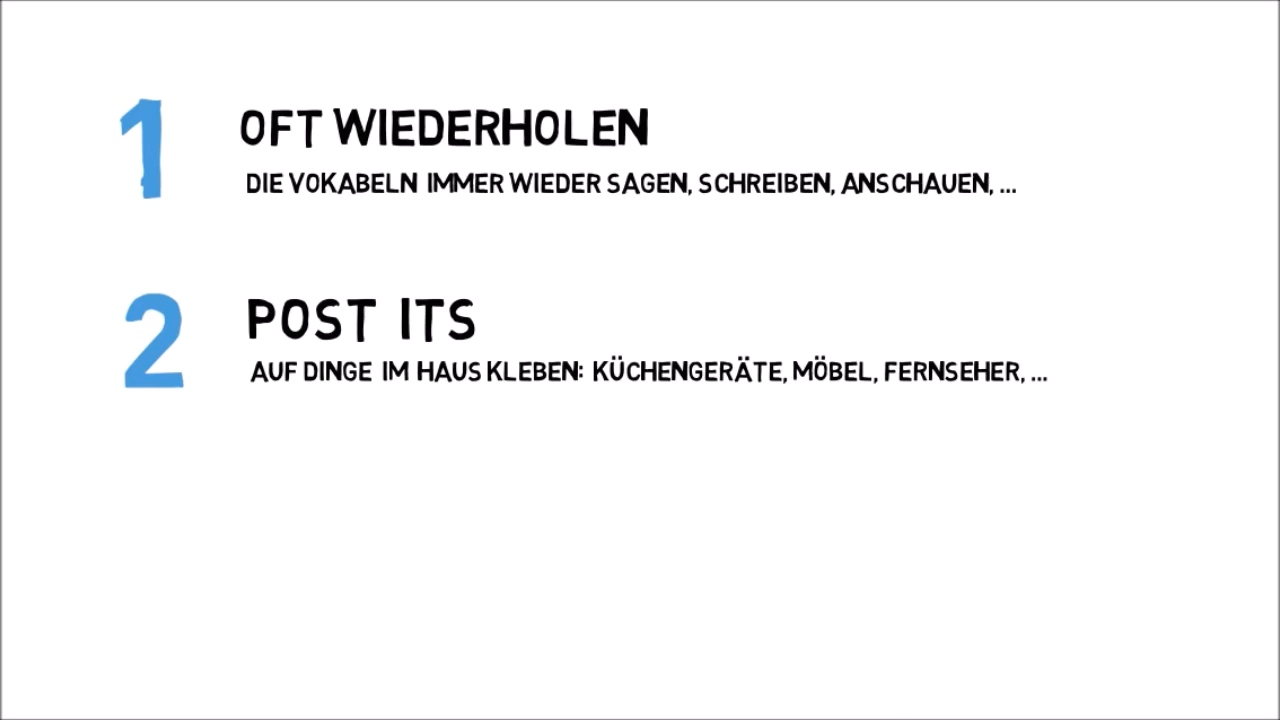 1 OFT WIEDERHOLEN
DIE VOKABELN IMMER WIEDER SAGEN, SCHREIBEN, ANSCHAUEN, ...
2 POST ITS
AUF DINGE IM HAUS KLEBEN: KÜCHENGERÄTE, MÖBEL, FERNSEHER, ...